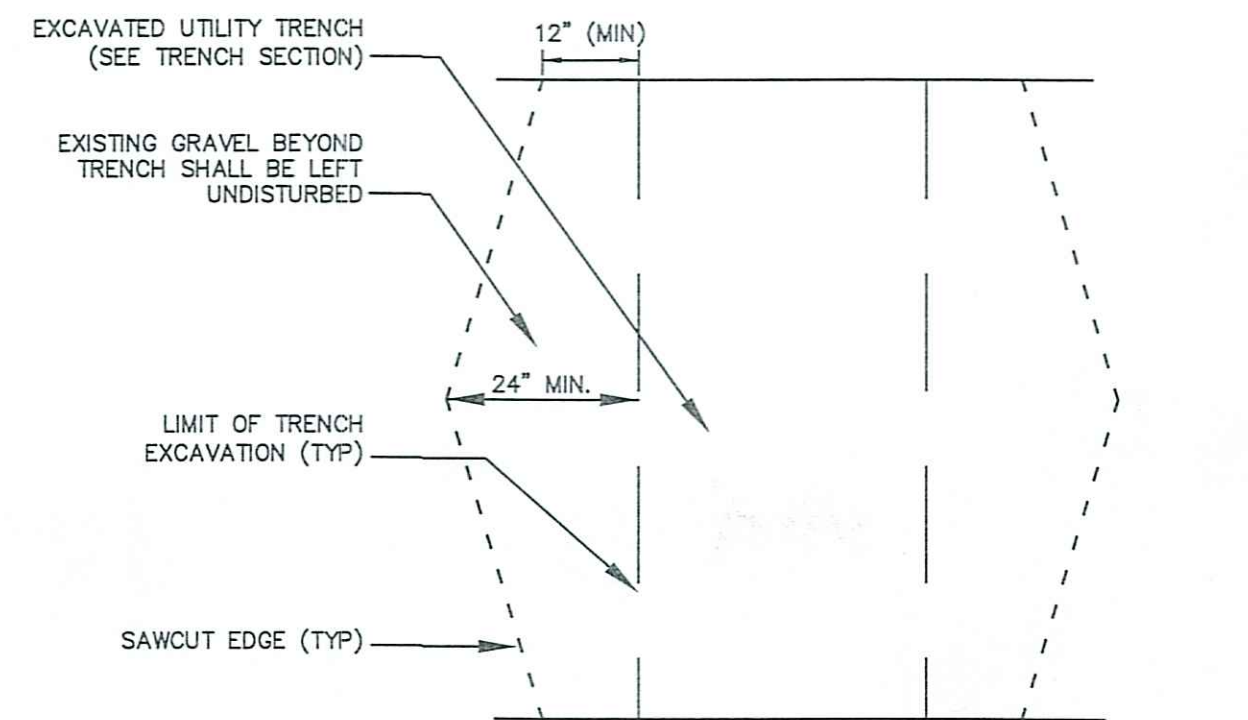 EXCAVATED UTILITY TRENCH
(SEE TRENCH SECTION)
12" (MIN)
EXISTING GRAVEL BEYOND
TRENCH SHALL BE LEFT
UNDISTURBED
24" MIN.
LIMIT OF TRENCH
EXCAVATION (TYP)
SAWCUT EDGE (TYP)